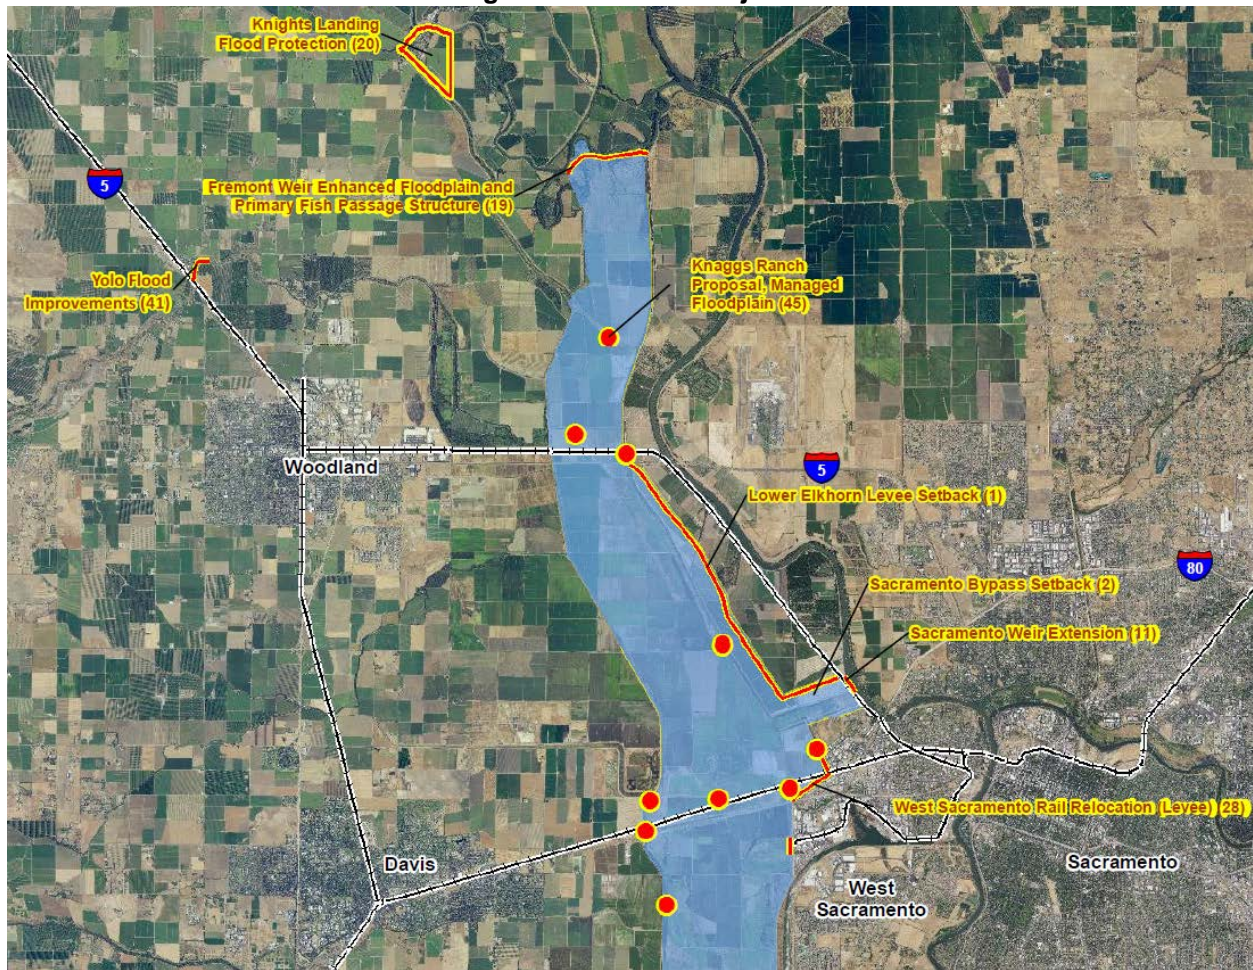 Knights Landing
Flood Protection (20)
Fremont Weir Enhanced Floodplain and
Primary Fish Passage Structure (19)
5
Yolo Flood
Improvements (41)
Knaggs Ranch
Proposal, Managed
Floodplain (45)
Woodland
5
Lower Elkhorn Levee Setback (1)
80
Sacramento Bypass Setback (2)
Sacramento Weir Extension (11)
West Sacramento Rail Relocation (Levee) (28)
Davis
Sacramento
West
Sacramento